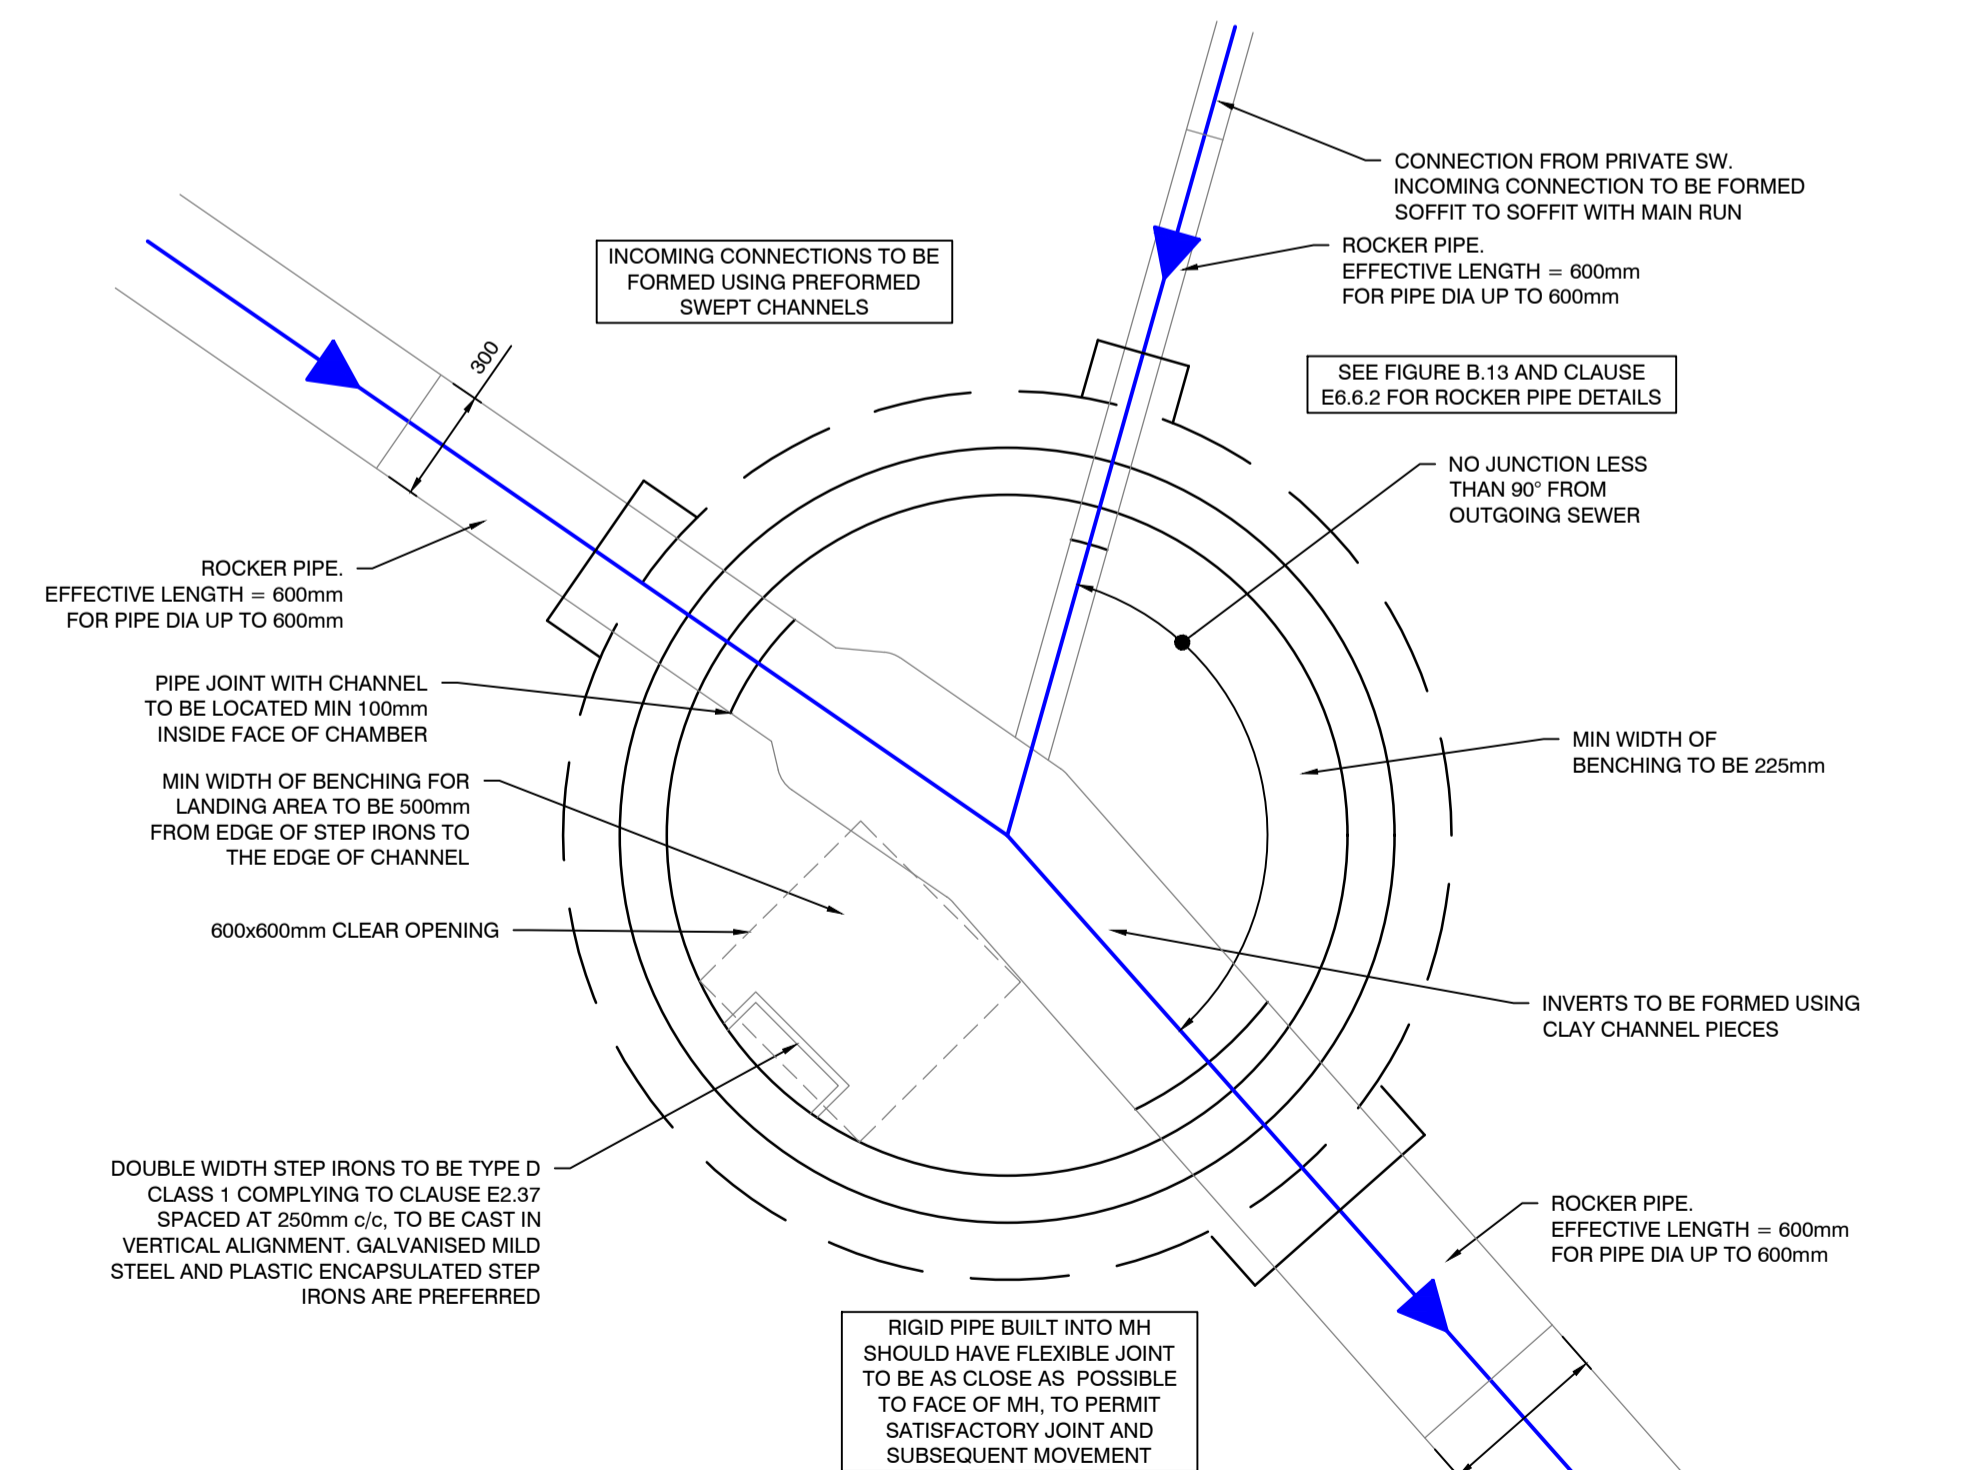 CONNECTION FROM PRIVATE SW.
INCOMING CONNECTION TO BE FORMED
SOFFIT TO SOFFIT WITH MAIN RUN
INCOMING CONNECTIONS TO BE
FORMED USING PREFORMED
SWEPT CHANNELS
ROCKER PIPE.
EFFECTIVE LENGTH = 600mm
FOR PIPE DIA UP TO 600mm
300
SEE FIGURE B.13 AND CLAUSE
E6.6.2 FOR ROCKER PIPE DETAILS
NO JUNCTION LESS
THAN 90° FROM
OUTGOING SEWER
ROCKER PIPE.
EFFECTIVE LENGTH = 600mm
FOR PIPE DIA UP TO 600mm
PIPE JOINT WITH CHANNEL
TO BE LOCATED MIN 100mm
INSIDE FACE OF CHAMBER
MIN WIDTH OF
BENCHING TO BE 225mm
MIN WIDTH OF BENCHING FOR
LANDING AREA TO BE 500mm
FROM EDGE OF STEP IRONS TO
THE EDGE OF CHANNEL
600x600mm CLEAR OPENING
INVERTS TO BE FORMED USING
CLAY CHANNEL PIECES
DOUBLE WIDTH STEP IRONS TO BE TYPE D
CLASS 1 COMPLYING TO CLAUSE E2.37
SPACED AT 250mm c/c, TO BE CAST IN
VERTICAL ALIGNMENT. GALVANISED MILD
STEEL AND PLASTIC ENCAPSULATED STEP
IRONS ARE PREFERRED
ROCKER PIPE.
EFFECTIVE LENGTH = 600mm
FOR PIPE DIA UP TO 600mm
RIGID PIPE BUILT INTO MH
SHOULD HAVE FLEXIBLE JOINT
TO BE AS CLOSE AS POSSIBLE
TO FACE OF MH, TO PERMIT
SATISFACTORY JOINT AND
SUBSEQUENT MOVEMENT